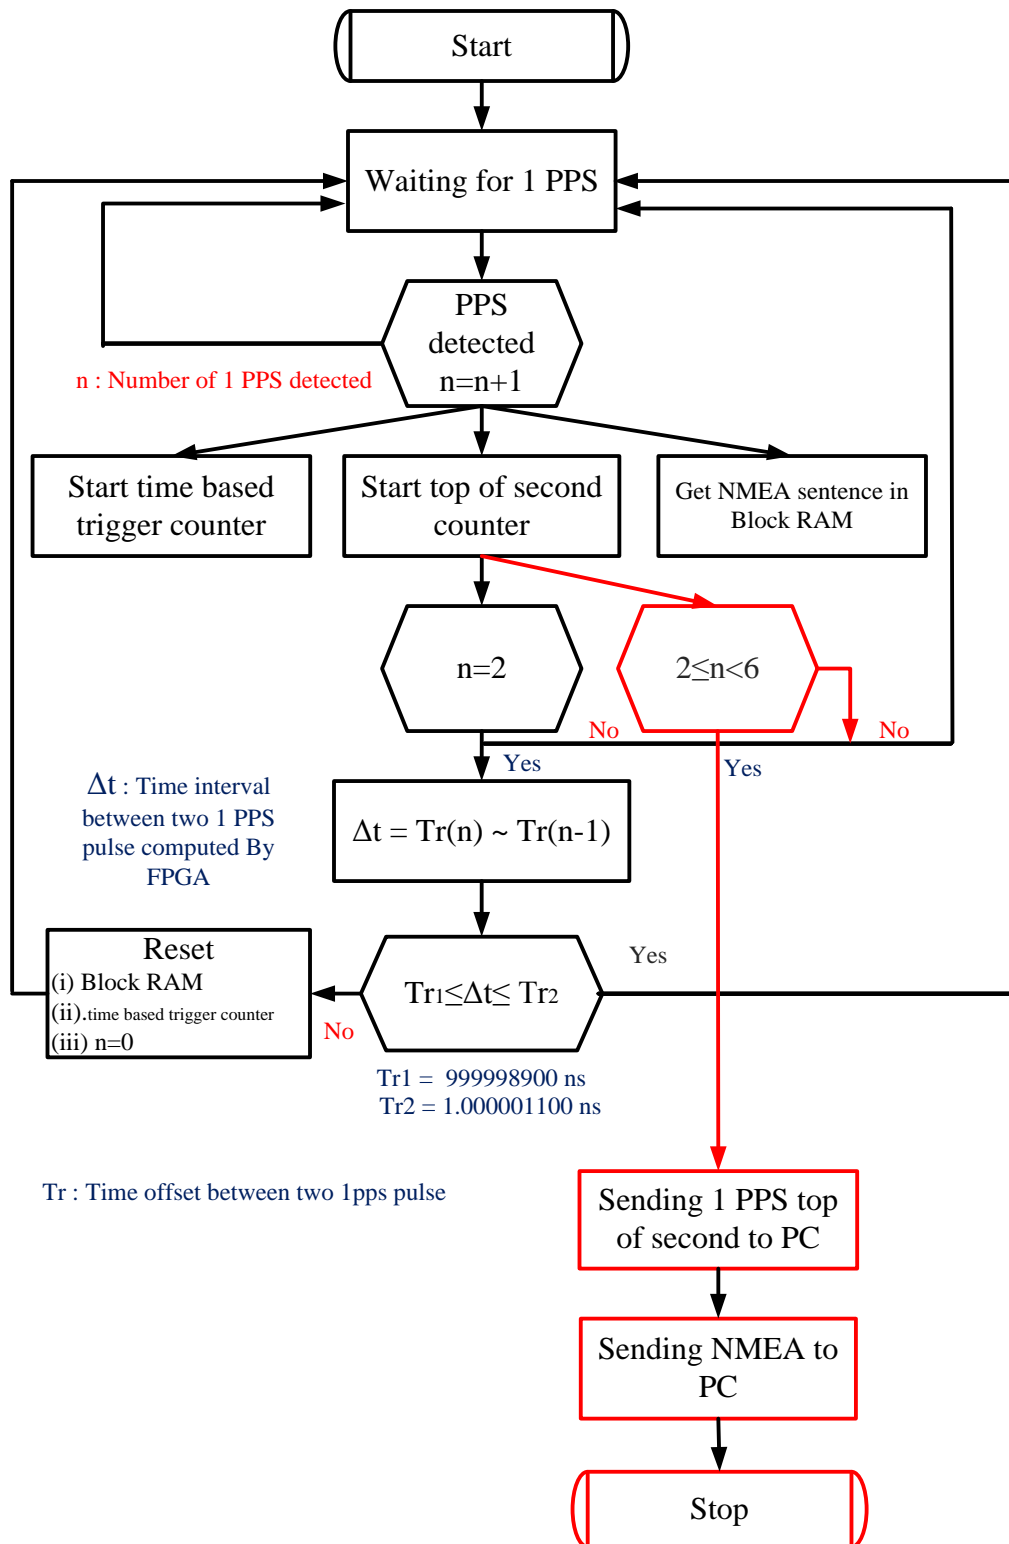 Start
Waiting for 1 PPS
PPS
detected
n=n+1
n : Number of 1 PPS detected
Start time based
trigger counter
Start top of second
counter
Get NMEA sentence in
Block RAM
n=2
2≤n<6
No
No
Yes
Yes
Δt : Time interval
between two 1 PPS
pulse computed By
FPGA
Δt = Tr(n) ~ Tr(n-1)
Reset
(i) Block RAM
(ii).time based trigger counter
(iii) n=0
No
Tr1≤Δt≤ Tr2
Yes
Tr1 = 999998900 ns
Tr2 = 1.000001100 ns
Tr : Time offset between two 1pps pulse
Sending 1 PPS top
of second to PC
Sending NMEA to
PC
Stop